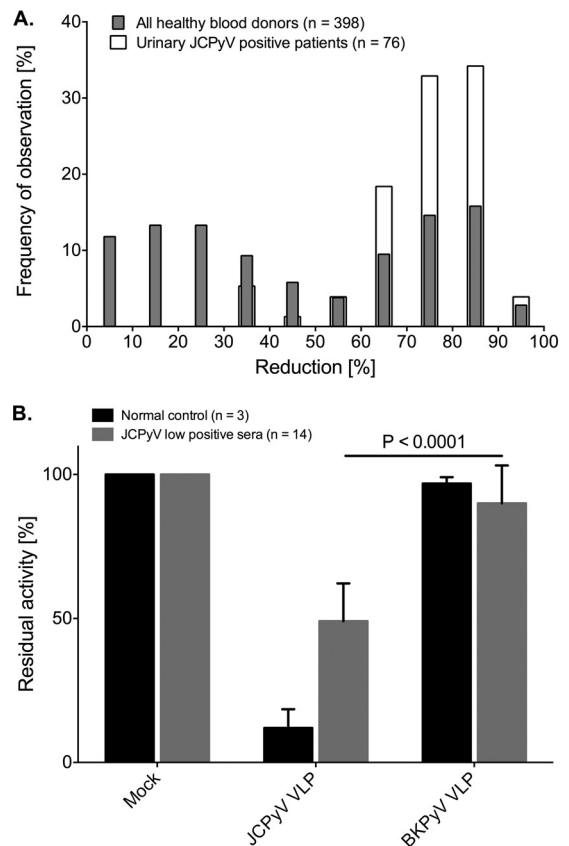 A.
All healthy blood donors (n = 398)
Urinary JCPyV positive patients (n = 76)
Frequency of observation [%]
40
30
20
10
0
0 10 20 30 40 50 60 70 80 90 100
Reduction [%]
B.
Normal control (n = 3)
JCPyV low positive sera (n = 14)
P < 0.0001
Residual activity [%]
100
50
0
Mock
JCPyV VLP
BKPyV VLP